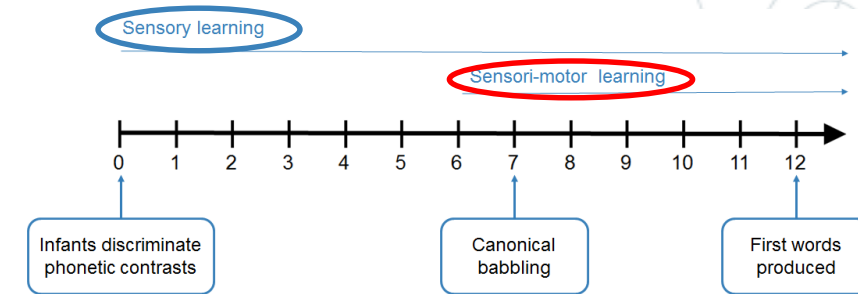 Sensory learning
Sensori-motor learning
0 1 2 3 4 5 6 7 8 9 10 11 12
Infants discriminate
phonetic contrasts
Canonical
babbling
First words
produced